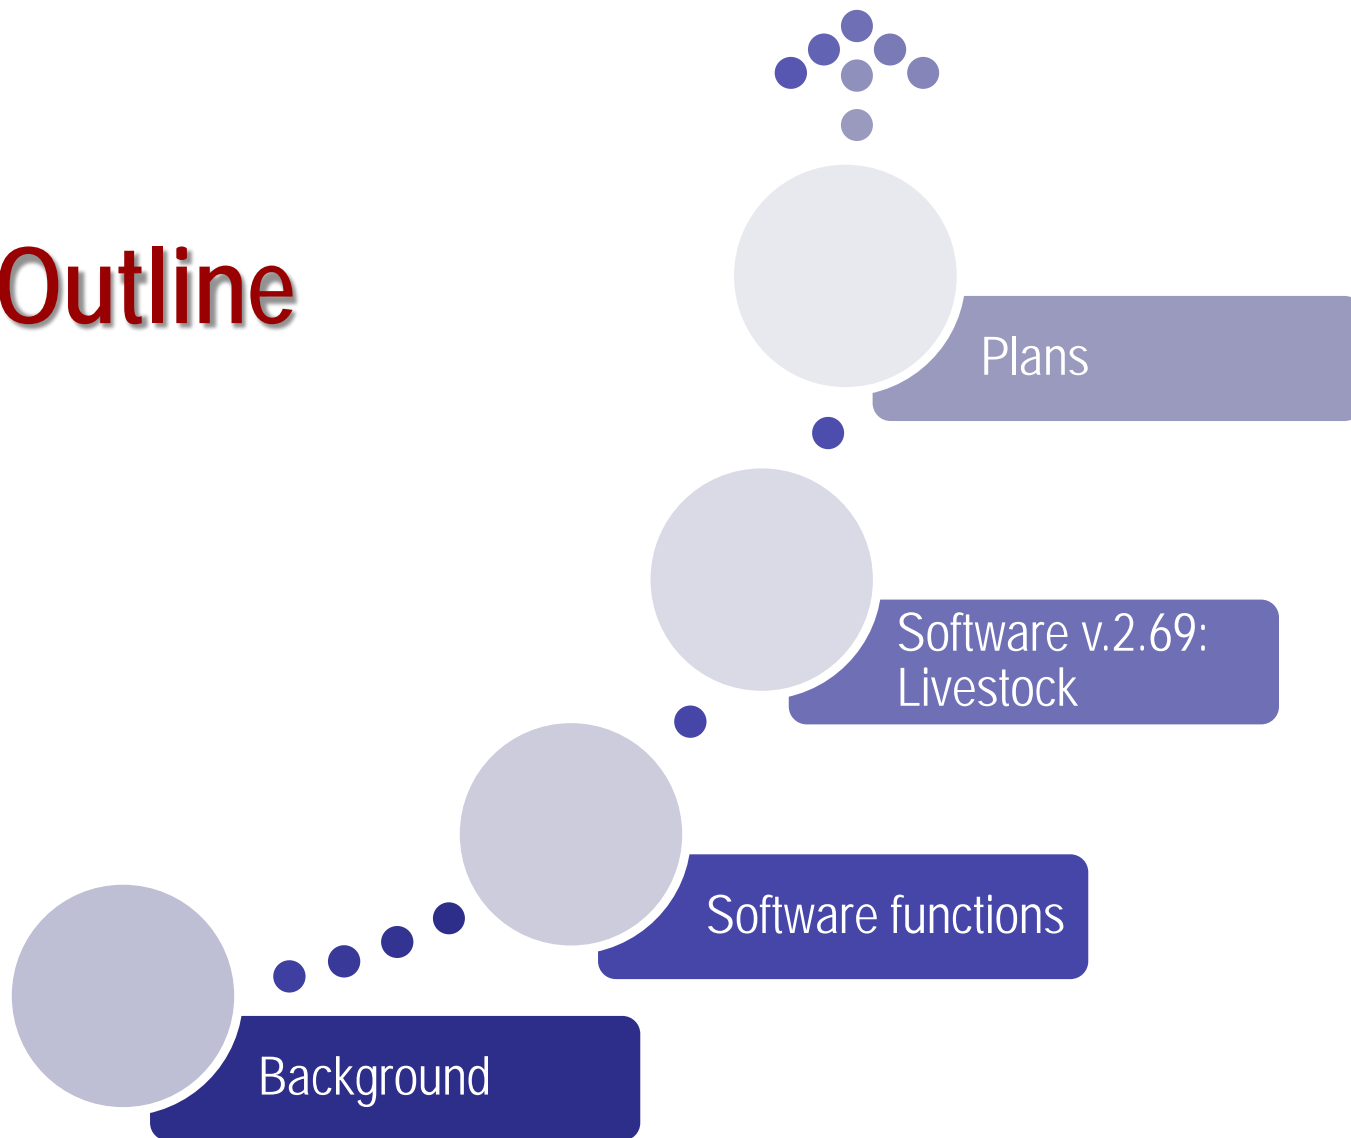 Outline
Plans
Software v.2.69:
Livestock
Software functions
Background